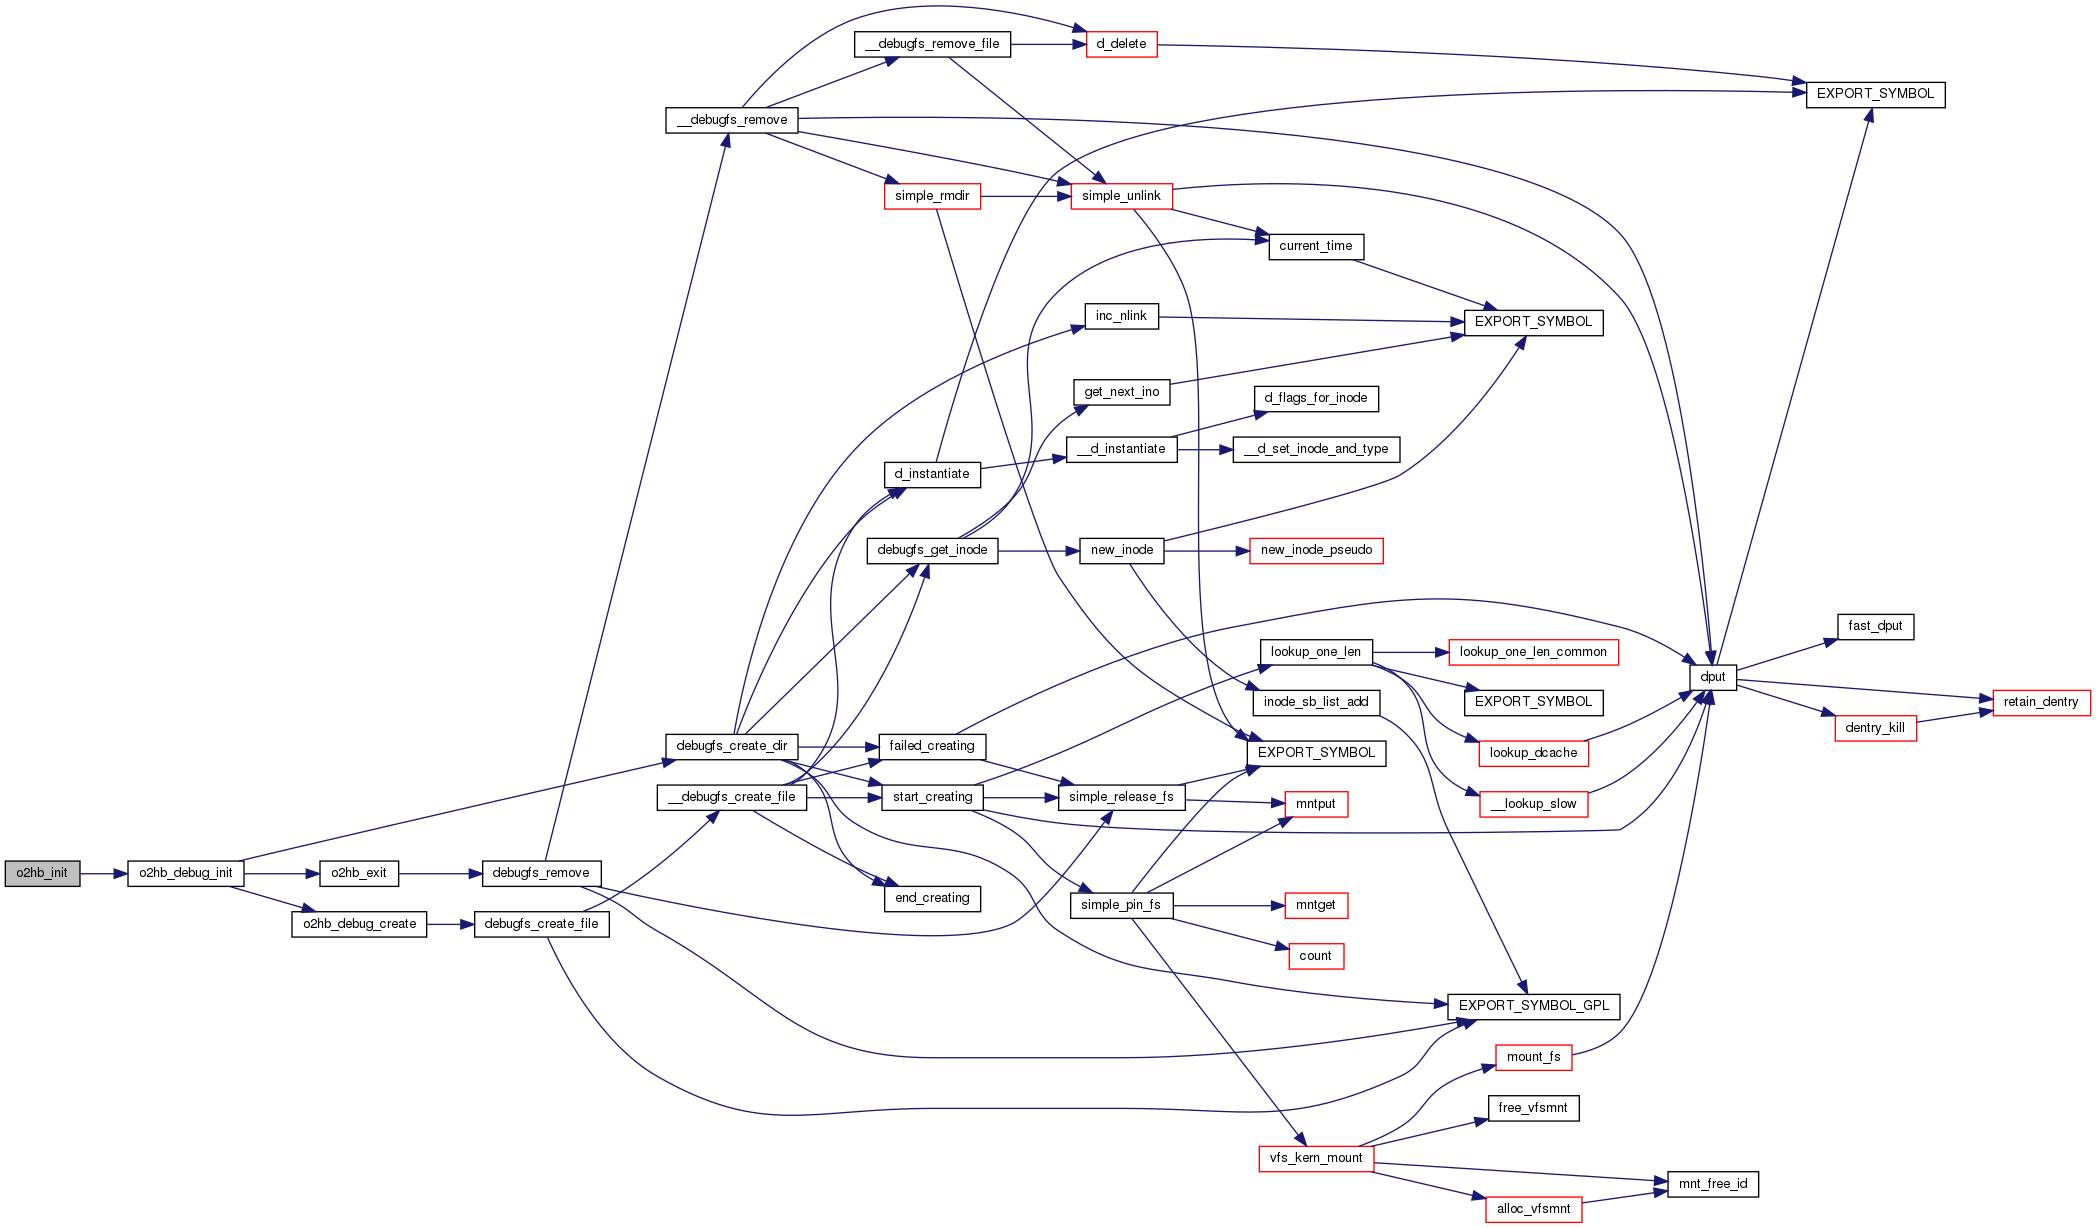 __debugfs_remove_file
d_delete
EXPORT_SYMBOL
__debugfs_remove
simple_rmdir
simple_unlink
current_time
inc_nlink
EXPORT_SYMBOL
get_next_ino
d_flags_for_inode
__d_instantiate
__d_set_inode_and_type
d_instantiate
debugfs_get_inode
new_inode
new_inode_pseudo
fast_dput
lookup_one_len
lookup_one_len_common
dput
inode_sb_list_add
EXPORT_SYMBOL
retain_dentry
dentry_kill
debugfs_create_dir
failed_creating
EXPORT_SYMBOL
lookup_dcache
__debugfs_create_file
start_creating
simple_release_fs
mntput
__lookup_slow
o2hb_init
o2hb_debug_init
o2hb_exit
debugfs_remove
end_creating
simple_pin_fs
mntget
o2hb_debug_create
debugfs_create_file
count
EXPORT_SYMBOL_GPL
mount_fs
free_vfsmnt
vfs_kern_mount
mnt_free_id
alloc_vfsmnt